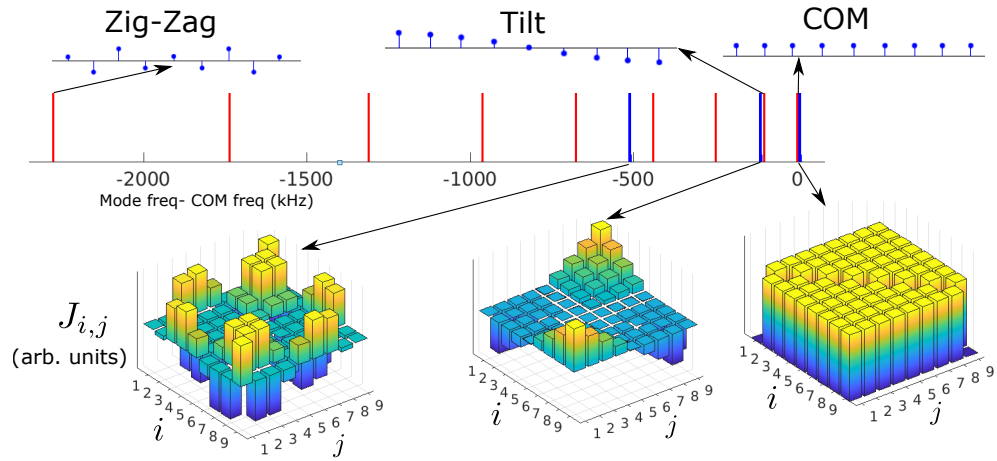 Zig-Zag
Tilt
COM
-2000
-1500
-1000
-500
0
Mode freq- COM freq (kHz)
J_{i,j}
(arb. units)
1 2 3 4 5 6 7 8 9
i
1 2 3 4 5 6 7 8 9
j
1 2 3 4 5 6 7 8 9
i
1 2 3 4 5 6 7 8 9
j
1 2 3 4 5 6 7 8 9
i
1 2 3 4 5 6 7 8 9
j